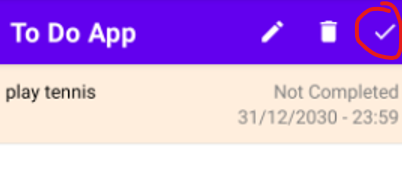 To Do App
play tennis
Not Completed
31/12/2030 - 23:59